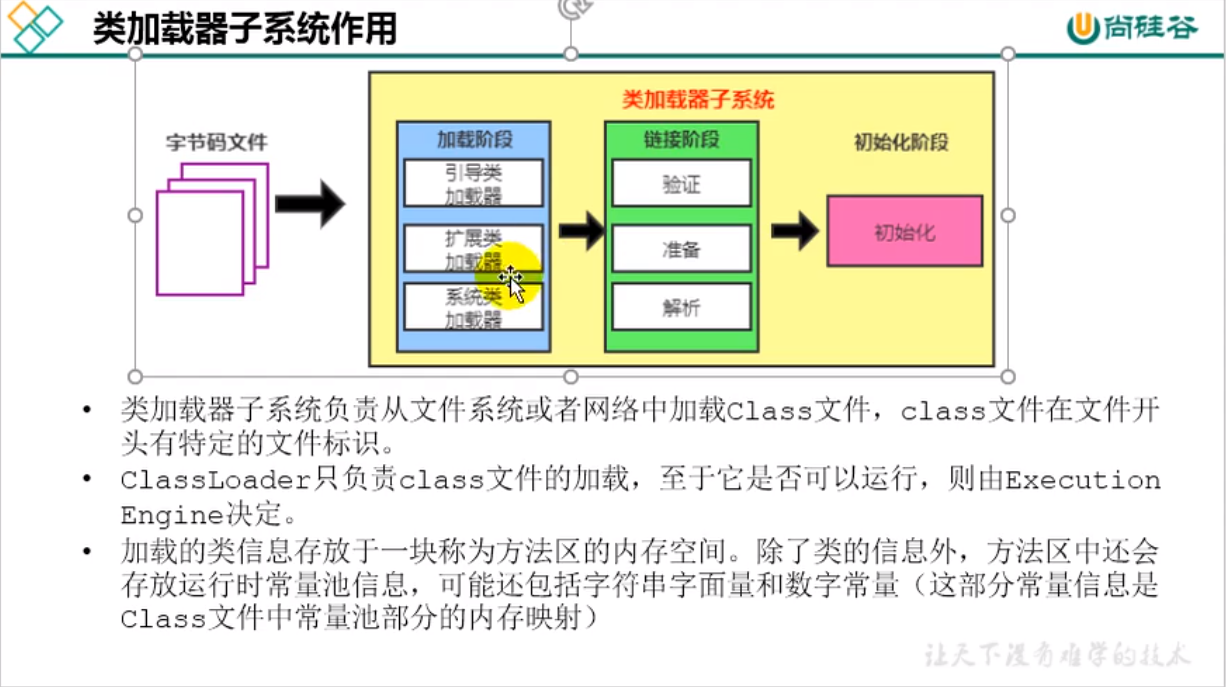 类加载器子系统作用
尚硅谷
类加载器子系统
字节码文件
加载阶段
引导类
加载器
扩展类
加载器
系统类
加载器
链接阶段
验证
准备
解析
初始化阶段
初始化
• 类加载器子系统负责从文件系统或者网络中加载Class文件，class文件在文件开
头有特定的文件标识。
• ClassLoader只负责class文件的加载，至于它是否可以运行，则由Execution
Engine决定。
• 加载的类信息存放于一块称为方法区的内存空间。除了类的信息外，方法区中还会
存放运行时常量池信息，可能还包括字符串字面量和数字常量（这部分常量信息是
Class文件中常量池部分的内存映射）
让天下没有难学的技术